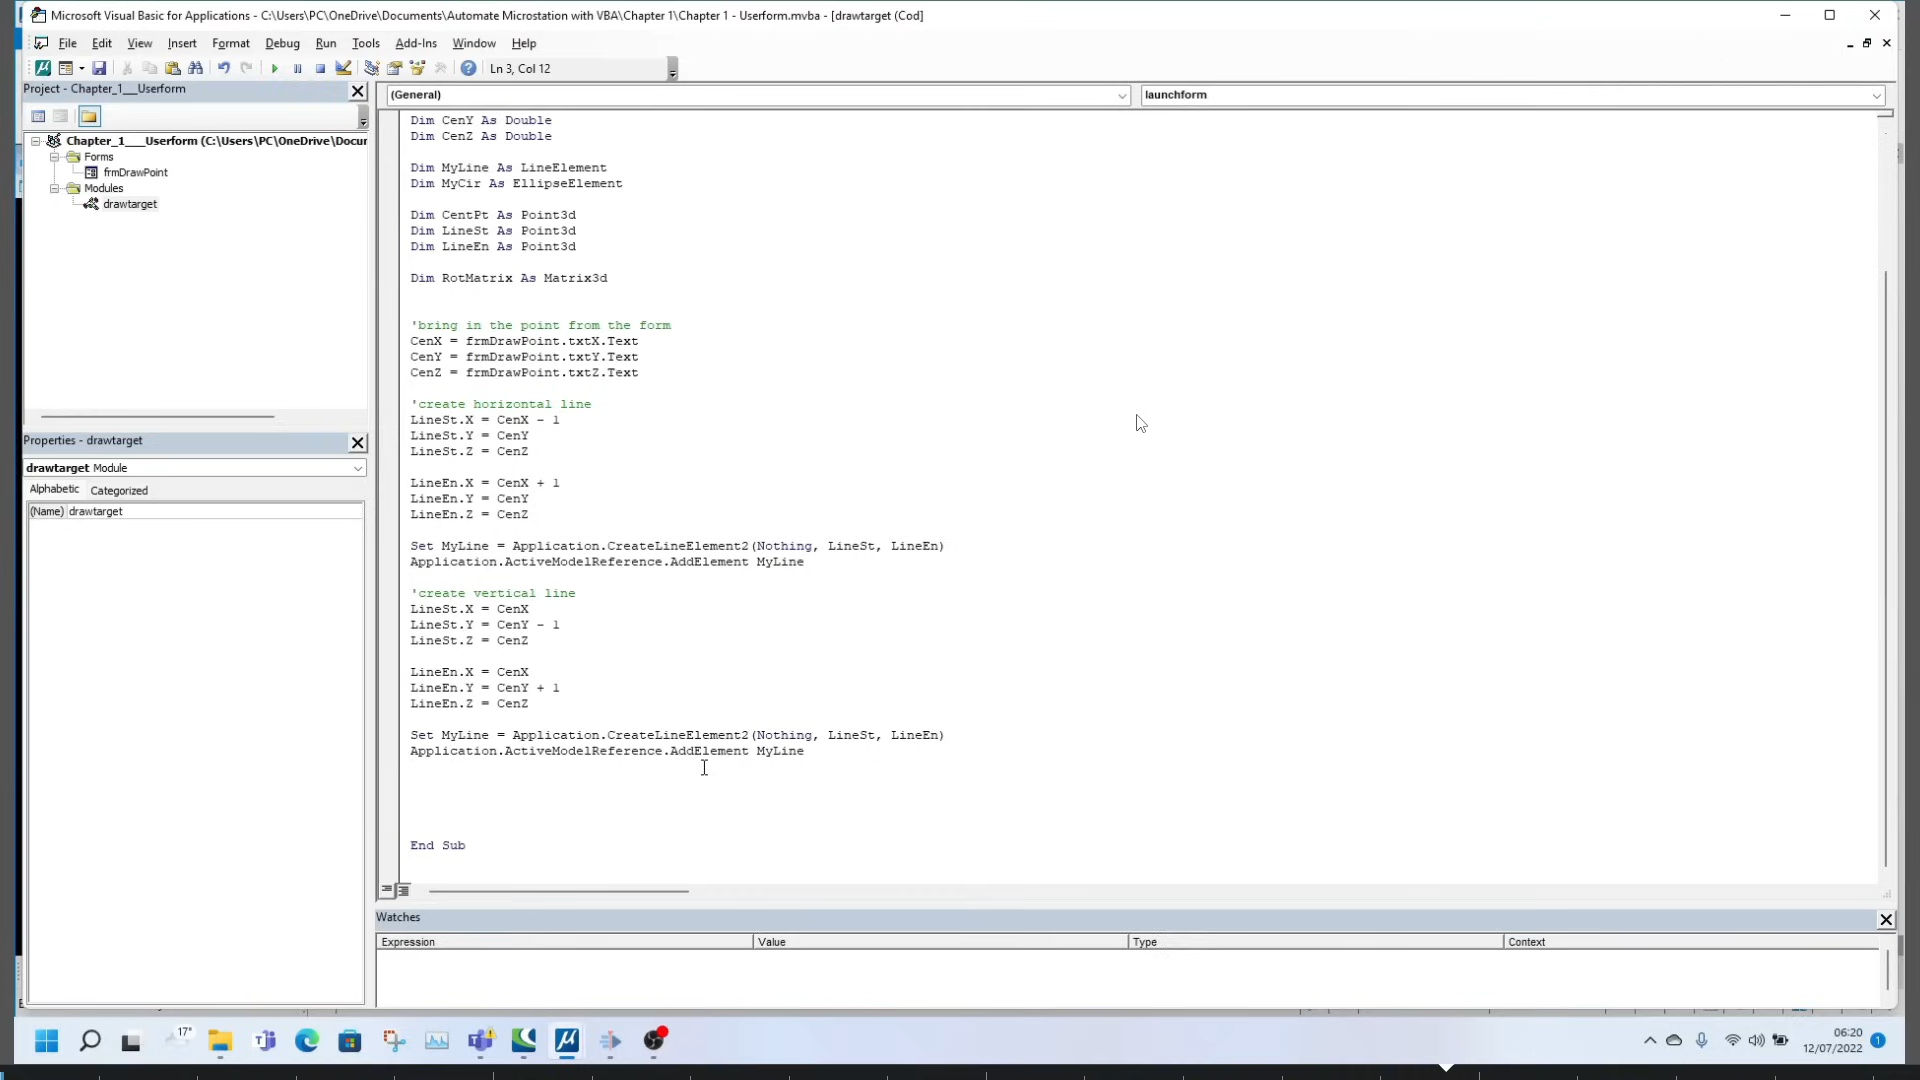 Microsoft Visual Basic for Applications - C:\Users\PC\OneDrive\Documents\Automate Microstation with VBA\Chapter 1\Chapter 1 - Userform.mvba - [drawtarget (Cod]
File Edit View Insert Format Debug Run Tools Add-Ins Window Help
Ln 3, Col 12
Project - Chapter_1___Userform
Chapter_1___Userform (C:\Users\PC\OneDrive\Docur
Forms
frmDrawPoint
Modules
drawtarget
Properties - drawtarget
drawtarget Module
Alphabetic Categorized
(Name) drawtarget
(General) launchform
Dim CenY As Double
Dim CenZ As Double
Dim MyLine As LineElement
Dim MyCir As EllipseElement
Dim CentPt As Point3d
Dim LineSt As Point3d
Dim LineEn As Point3d
Dim RotMatrix As Matrix3d
'bring in the point from the form
CenX = frmDrawPoint.txtX.Text
CenY = frmDrawPoint.txtY.Text
CenZ = frmDrawPoint.txtZ.Text
'create horizontal line
LineSt.X = CenX - 1
LineSt.Y = CenY
LineSt.Z = CenZ
LineEn.X = CenX + 1
LineEn.Y = CenY
LineEn.Z = CenZ
Set MyLine = Application.CreateLineElement2(Nothing, LineSt, LineEn)
Application.ActiveModelReference.AddElement MyLine
'create vertical line
LineSt.X = CenX
LineSt.Y = CenY - 1
LineSt.Z = CenZ
LineEn.X = CenX
LineEn.Y = CenY + 1
LineEn.Z = CenZ
Set MyLine = Application.CreateLineElement2(Nothing, LineSt, LineEn)
Application.ActiveModelReference.AddElement MyLine
End Sub
Watches
Expression Value Type Context
17°
06:20
12/07/2022
1